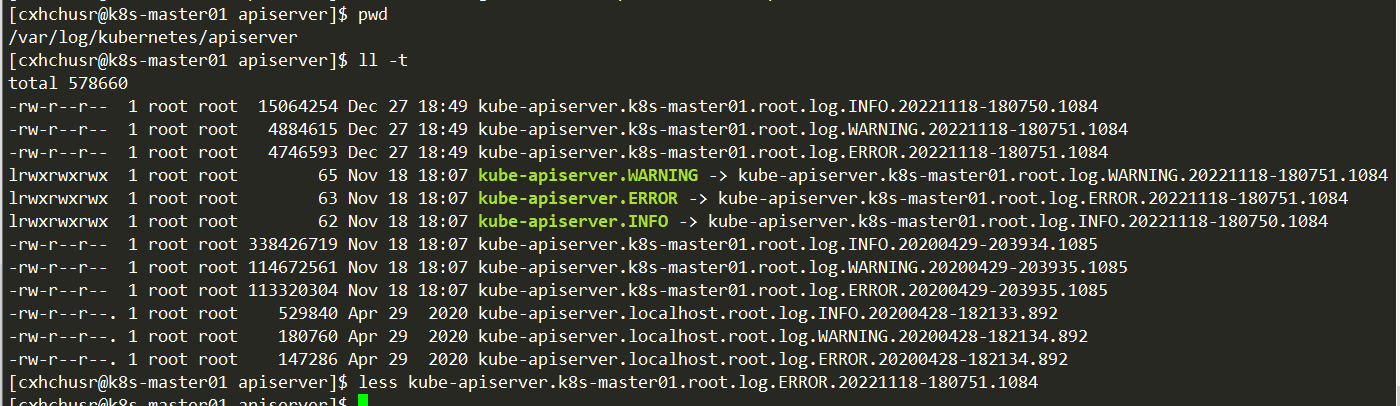 [cxhchusr@k8s-master01 apiserver]$ pwd
/var/log/kubernetes/apiserver
[cxhchusr@k8s-master01 apiserver]$ ll -t
total 578660
-rw-r--r--  1 root root  15064254 Dec 27 18:49 kube-apiserver.k8s-master01.root.log.INFO.20221118-180750.1084
-rw-r--r--  1 root root   4884615 Dec 27 18:49 kube-apiserver.k8s-master01.root.log.WARNING.20221118-180751.1084
-rw-r--r--  1 root root   4746593 Dec 27 18:49 kube-apiserver.k8s-master01.root.log.ERROR.20221118-180751.1084
lrwxrwxrwx  1 root root        65 Nov 18 18:07 kube-apiserver.WARNING -> kube-apiserver.k8s-master01.root.log.WARNING.20221118-180751.1084
lrwxrwxrwx  1 root root        63 Nov 18 18:07 kube-apiserver.ERROR -> kube-apiserver.k8s-master01.root.log.ERROR.20221118-180751.1084
lrwxrwxrwx  1 root root        62 Nov 18 18:07 kube-apiserver.INFO -> kube-apiserver.k8s-master01.root.log.INFO.20221118-180750.1084
-rw-r--r--  1 root root 338426719 Nov 18 18:07 kube-apiserver.k8s-master01.root.log.INFO.20200429-203934.1085
-rw-r--r--  1 root root 114672561 Nov 18 18:07 kube-apiserver.k8s-master01.root.log.WARNING.20200429-203935.1085
-rw-r--r--  1 root root 113320304 Nov 18 18:07 kube-apiserver.k8s-master01.root.log.ERROR.20200429-203935.1085
-rw-r--r--. 1 root root    529840 Apr 29  2020 kube-apiserver.localhost.root.log.INFO.20200428-182133.892
-rw-r--r--. 1 root root    180760 Apr 29  2020 kube-apiserver.localhost.root.log.WARNING.20200428-182134.892
-rw-r--r--. 1 root root    147286 Apr 29  2020 kube-apiserver.localhost.root.log.ERROR.20200428-182134.892
[cxhchusr@k8s-master01 apiserver]$ less kube-apiserver.k8s-master01.root.log.ERROR.20221118-180751.1084
[cxhchusr@k8s-master01 apiserver]$